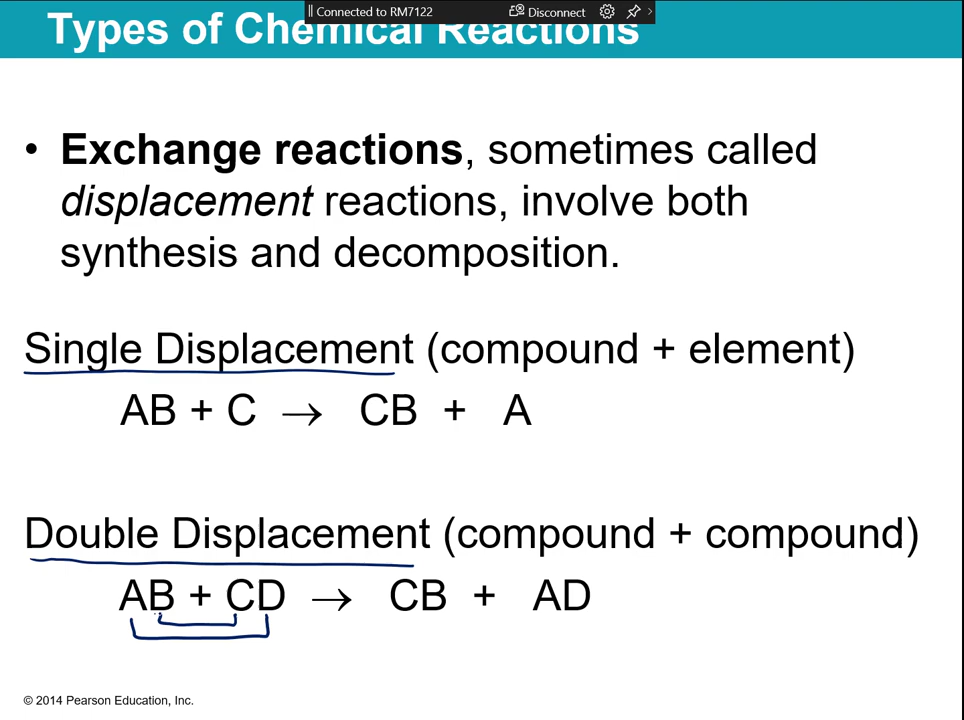 Connected to RM7122 Disconnect
Types of Chemical Reactions
• Exchange reactions, sometimes called
displacement reactions, involve both
synthesis and decomposition.
Single Displacement (compound + element)
AB + C → CB + A
Double Displacement (compound + compound)
AB + CD → CB + AD
© 2014 Pearson Education, Inc.